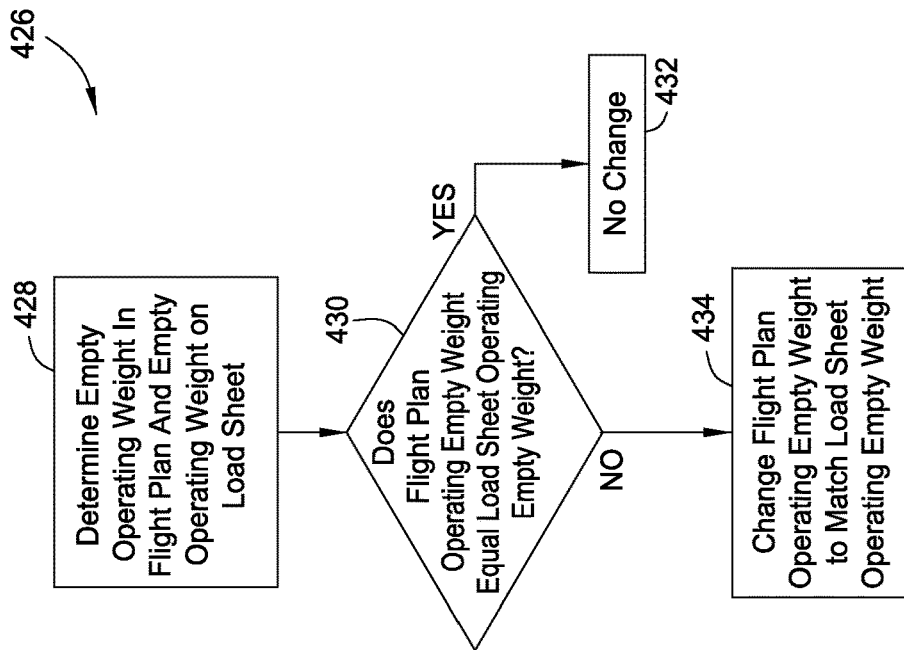 426
428
Determine Empty
Operating Weight In
Flight Plan And Empty
Operating Weight on
Load Sheet
430
Does
Flight Plan
Operating Empty Weight
Equal Load Sheet Operating
Empty Weight?
YES
No Change
432
NO
434
Change Flight Plan
Operating Empty Weight
to Match Load Sheet
Operating Empty Weight